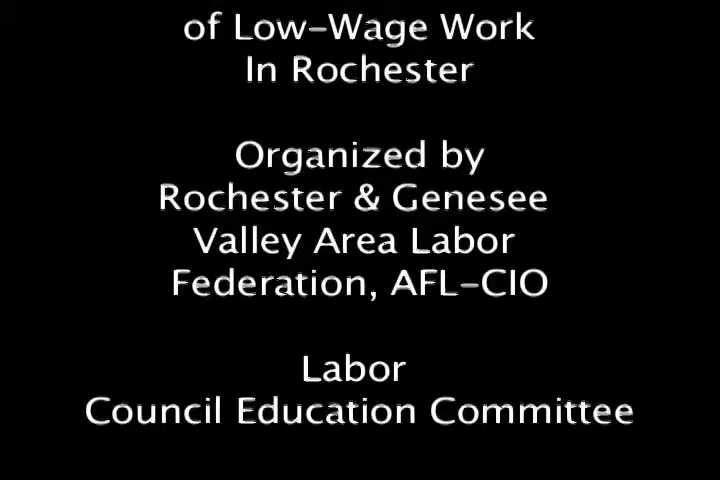 of Low-Wage Work
In Rochester
Organized by
Rochester & Genesee
Valley Area Labor
Federation, AFL-CIO
Labor
Council Education Committee